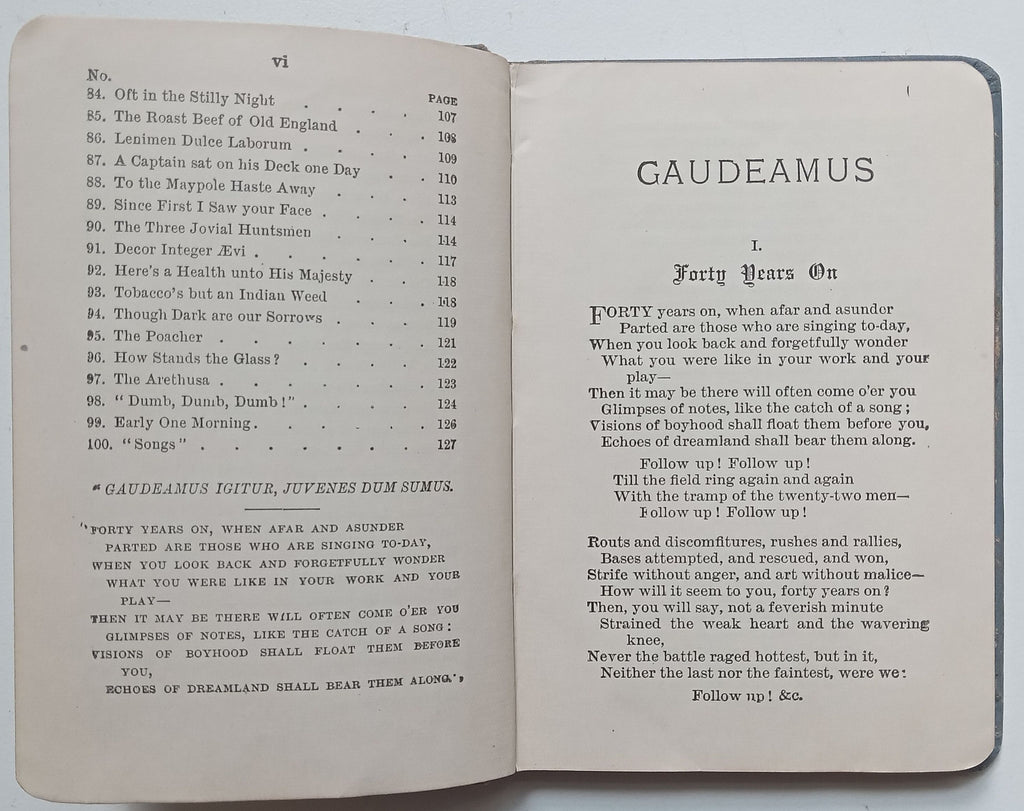 vi
No.
PAGE
84. Oft in the Stilly Night . . . 107
85. The Roast Beef of Old England . . 108
86. Lenimen Dulce Laborum . . . 109
87. A Captain sat on his Deck one Day . . 110
88. To the Maypole Haste Away . . . 113
89. Since First I Saw your Face . . . 114
90. The Three Jovial Huntsmen . . . 114
91. Decor Integer Ævi . . . . . 117
92. Here's a Health unto His Majesty . . 118
93. Tobacco's but an Indian Weed . . . 118
94. Though Dark are our Sorrows . . . 119
95. The Poacher . . . . . . 121
96. How Stands the Glass? . . . . 122
97. The Arethusa . . . . . . 123
98. "Dumb, Dumb, Dumb!" . . . . 124
99. Early One Morning . . . . . 126
100. "Songs" . . . . . . . 127
"GAUDEAMUS IGITUR, JUVENES DUM SUMUS.
"FORTY YEARS ON, WHEN AFAR AND ASUNDER
PARTED ARE THOSE WHO ARE SINGING TO-DAY,
WHEN YOU LOOK BACK AND FORGETFULLY WONDER
WHAT YOU WERE LIKE IN YOUR WORK AND YOUR
PLAY—
THEN IT MAY BE THERE WILL OFTEN COME O'ER YOU
GLIMPSES OF NOTES, LIKE THE CATCH OF A SONG:
VISIONS OF BOYHOOD SHALL FLOAT THEM BEFORE
YOU,
ECHOES OF DREAMLAND SHALL BEAR THEM ALONG."
GAUDEAMUS
I.
Forty Years On
FORTY years on, when afar and asunder
Parted are those who are singing to-day,
When you look back and forgetfully wonder
What you were like in your work and your
play—
Then it may be there will often come o'er you
Glimpses of notes, like the catch of a song;
Visions of boyhood shall float them before you,
Echoes of dreamland shall bear them along.
Follow up! Follow up!
Till the field ring again and again
With the tramp of the twenty-two men—
Follow up! Follow up!
Routs and discomfitures, rushes and rallies,
Bases attempted, and rescued, and won,
Strife without anger, and art without malice—
How will it seem to you, forty years on?
Then, you will say, not a feverish minute
Strained the weak heart and the wavering
knee,
Never the battle raged hottest, but in it,
Neither the last nor the faintest, were we:
Follow up! &c.